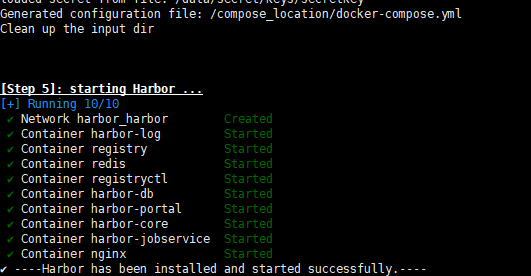 loaded secret from file: /data/secret/keys/secretkey
Generated configuration file: /compose_location/docker-compose.yml
Clean up the input dir
[Step 5]: starting Harbor ...
[+] Running 10/10
✔ Network harbor_harbor Created
✔ Container harbor-log Started
✔ Container registry Started
✔ Container redis Started
✔ Container registryctl Started
✔ Container harbor-db Started
✔ Container harbor-portal Started
✔ Container harbor-core Started
✔ Container harbor-jobservice Started
✔ Container nginx Started
✔ ----Harbor has been installed and started successfully.----